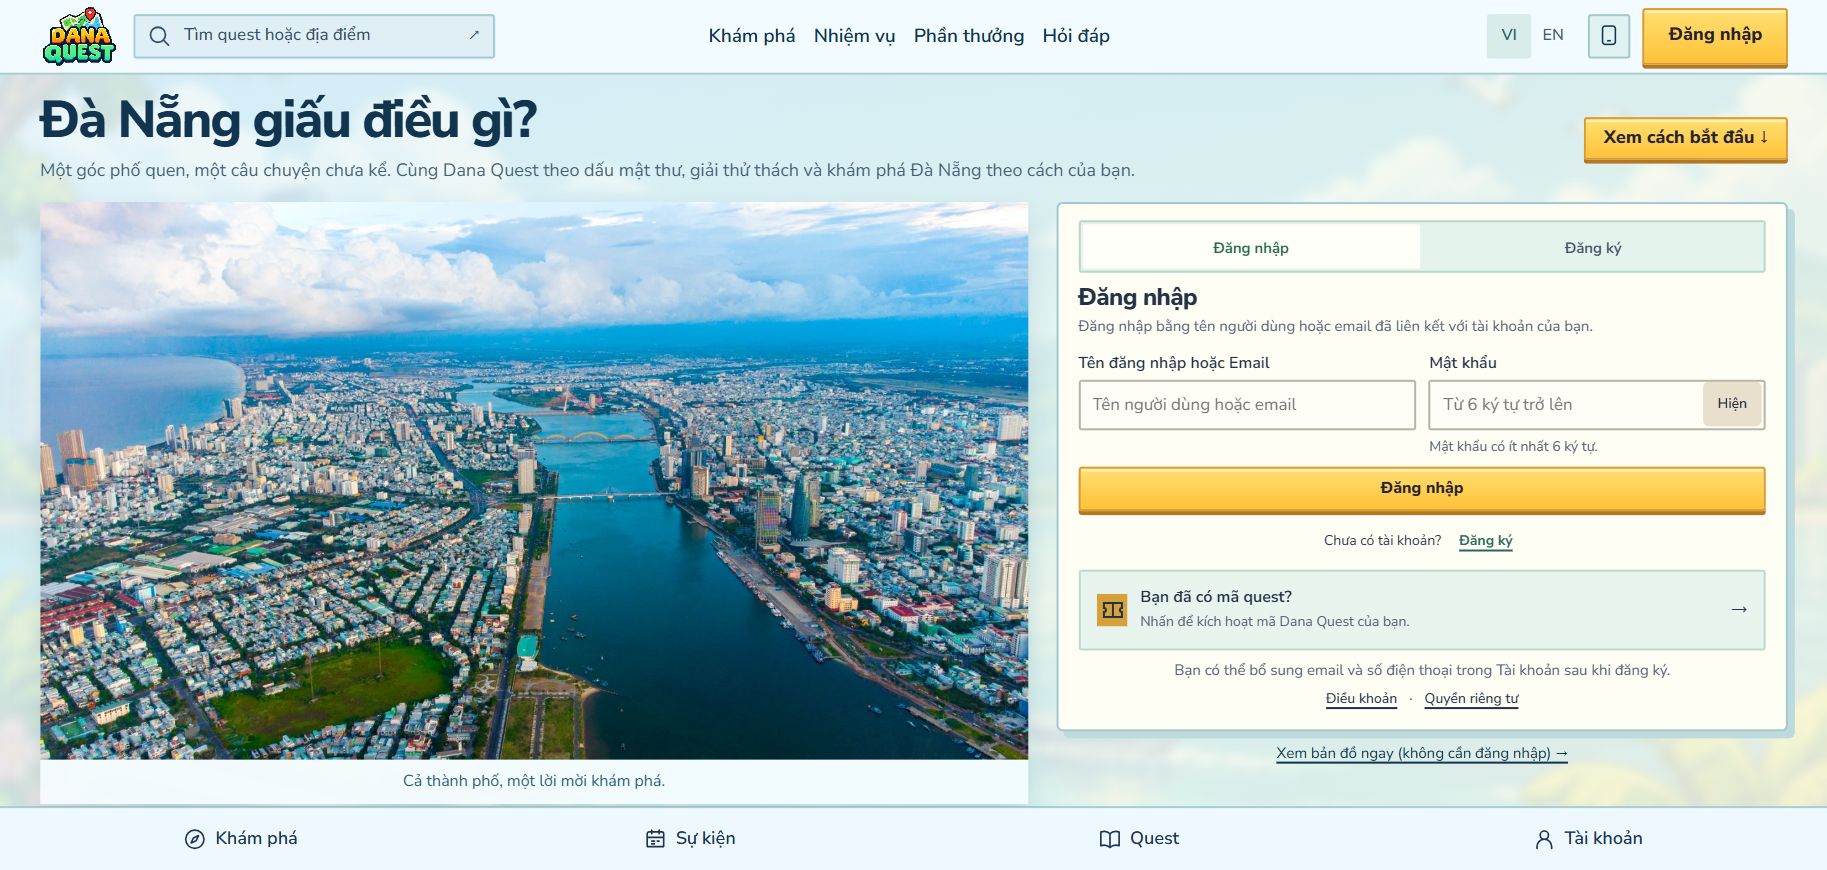 DANA
QUEST
Tìm quest hoặc địa điểm
Khám phá Nhiệm vụ Phần thưởng Hỏi đáp
VI EN
Đăng nhập
Đà Nẵng giấu điều gì?
Một góc phố quen, một câu chuyện chưa kể. Cùng Dana Quest theo dấu mật thư, giải thử thách và khám phá Đà Nẵng theo cách của bạn.
Xem cách bắt đầu ↓
Cả thành phố, một lời mời khám phá.
Đăng nhập Đăng ký
Đăng nhập
Đăng nhập bằng tên người dùng hoặc email đã liên kết với tài khoản của bạn.
Tên đăng nhập hoặc Email
Tên người dùng hoặc email
Mật khẩu
Từ 6 ký tự trở lên
Hiện
Mật khẩu có ít nhất 6 ký tự.
Đăng nhập
Chưa có tài khoản? Đăng ký
Bạn đã có mã quest?
Nhấn để kích hoạt mã Dana Quest của bạn.
Bạn có thể bổ sung email và số điện thoại trong Tài khoản sau khi đăng ký.
Điều khoản · Quyền riêng tư
Xem bản đồ ngay (không cần đăng nhập) →
Khám phá Sự kiện Quest Tài khoản